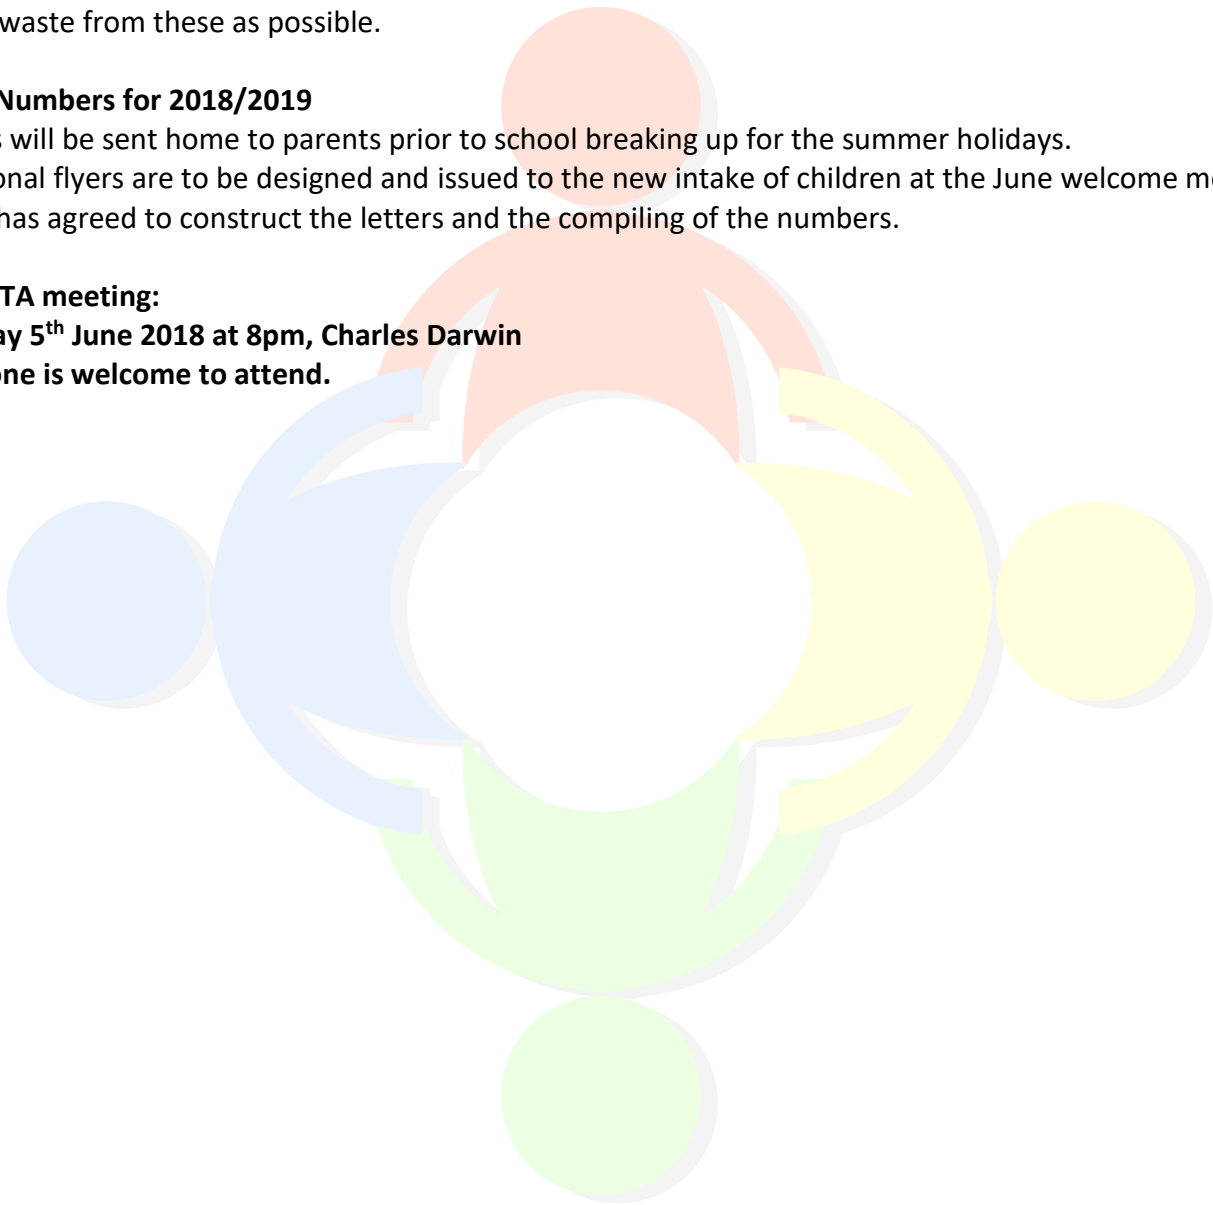 waste from these as possible.
Numbers for 2018/2019
s will be sent home to parents prior to school breaking up for the summer holidays.
onal flyers are to be designed and issued to the new intake of children at the June welcome m
has agreed to construct the letters and the compiling of the numbers.
TA meeting:
ay 5th June 2018 at 8pm, Charles Darwin
one is welcome to attend.